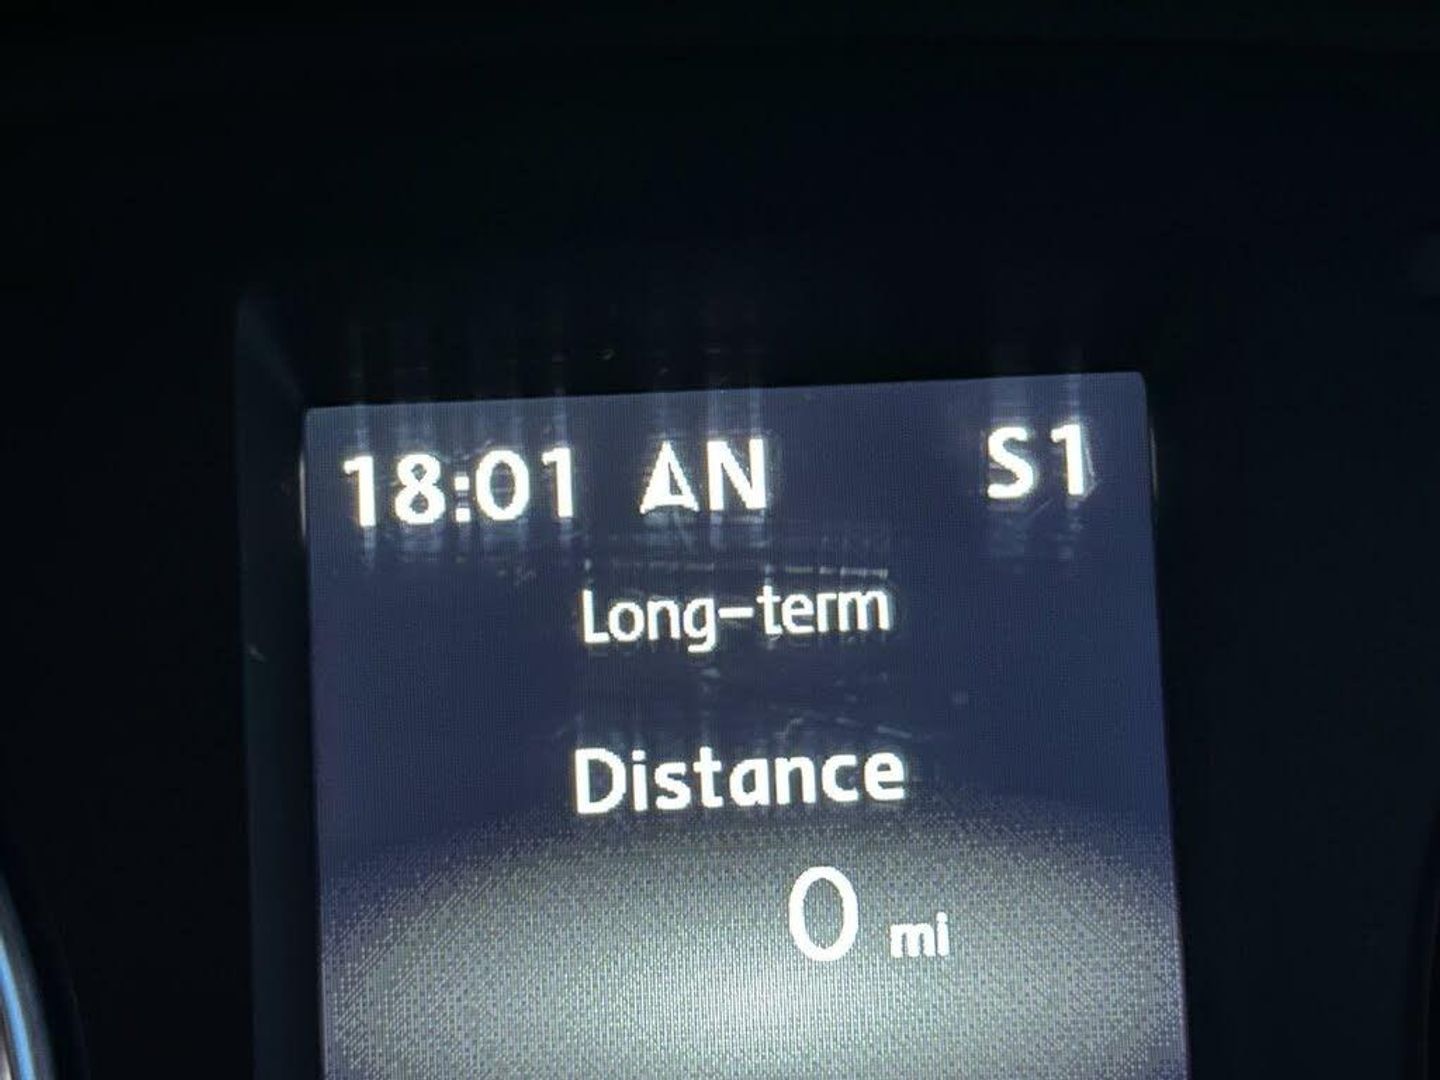 18:01 AN S1
Long-term
Distance
0 mi